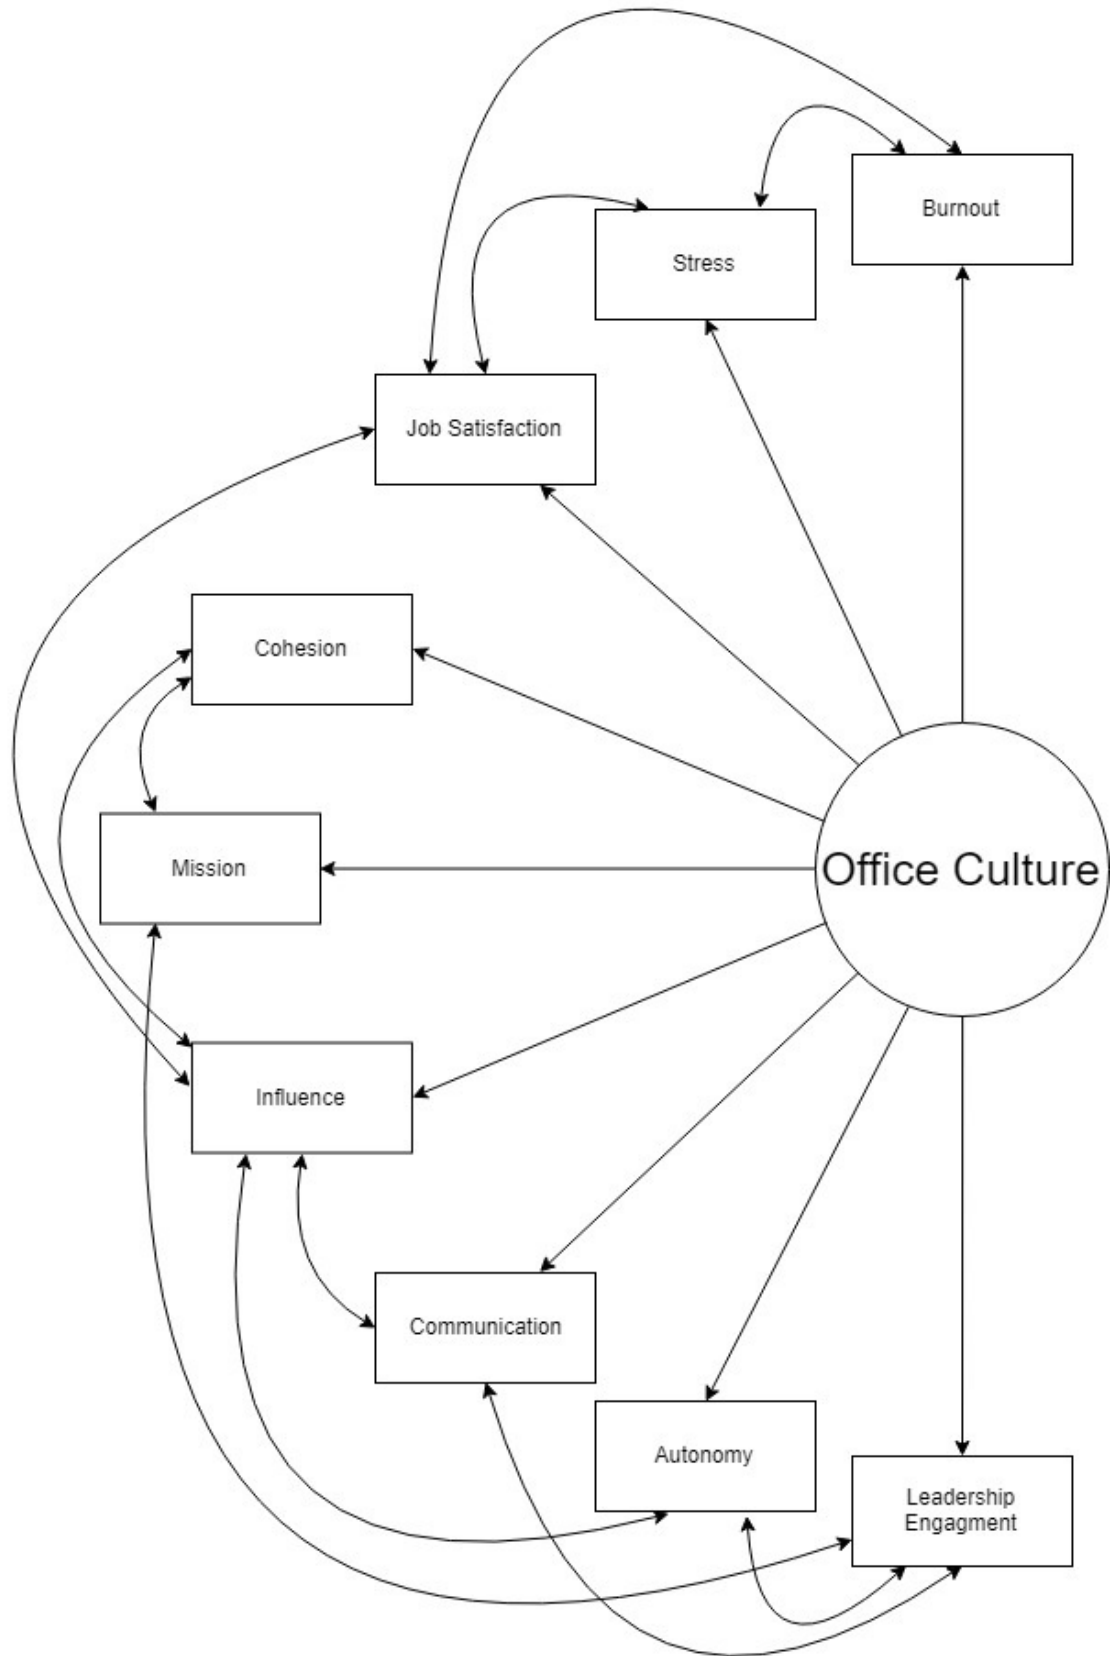 Burnout
Stress
Job Satisfaction
Cohesion
Mission
Office Culture
Influence
Communication
Autonomy
Leadership
Engagment